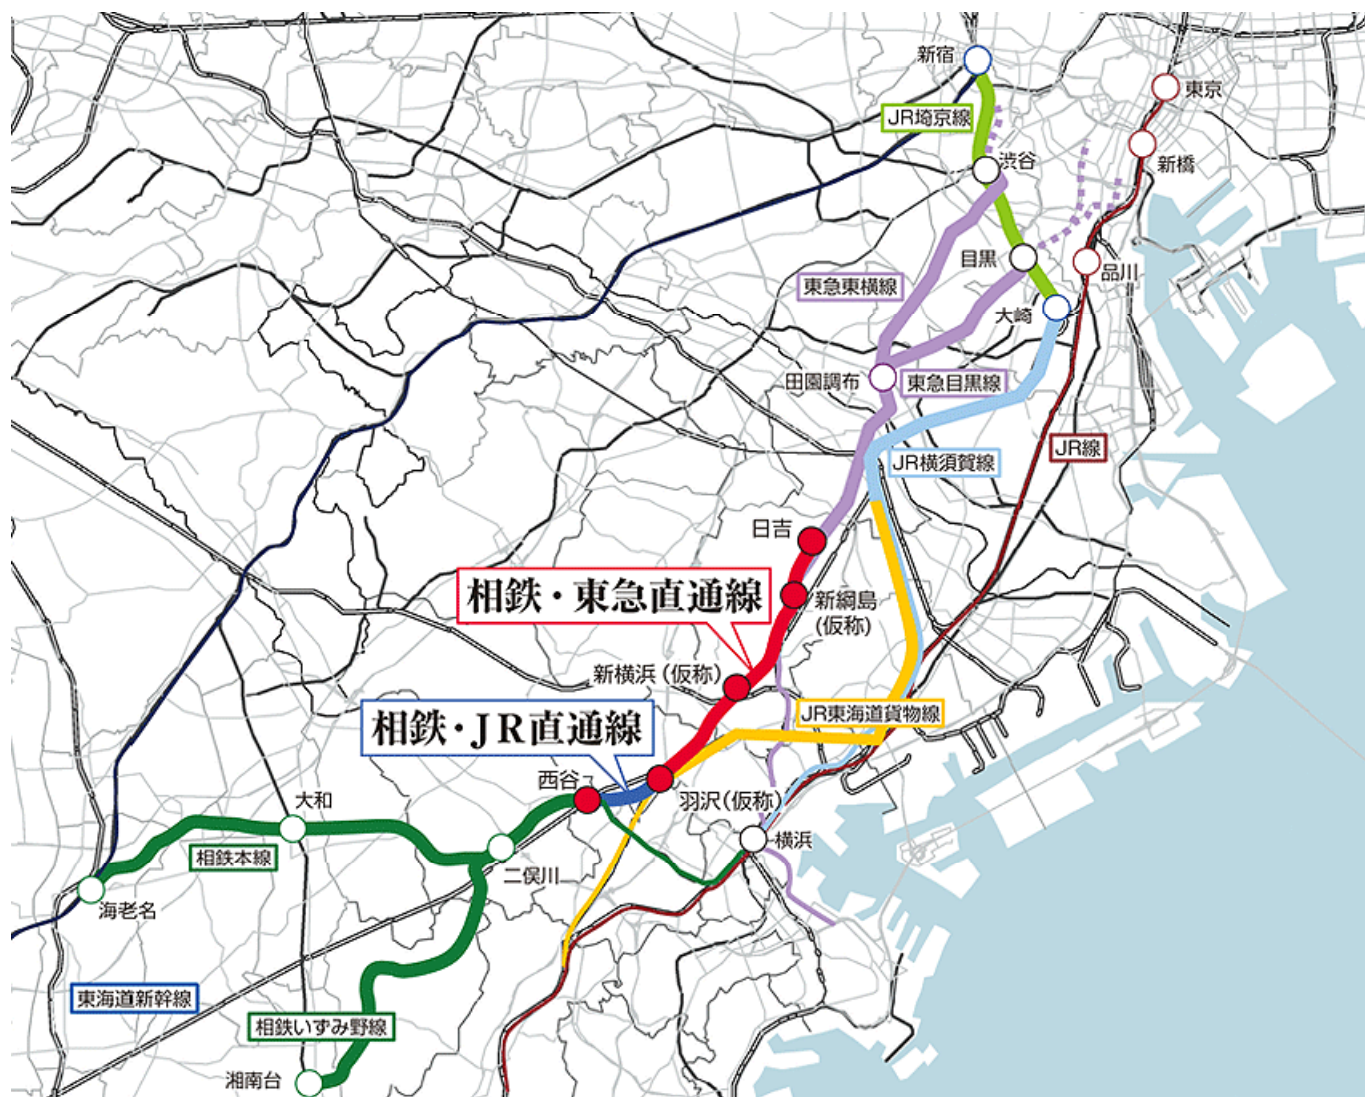 新宿
東京
JR埼京線
新橋
渋谷
目黒
品川
東急東横線
大崎
田園調布
東急目黒線
JR線
JR横須賀線
日吉
相鉄・東急直通線
新綱島
(仮称)
新横浜(仮称)
相鉄・JR直通線
JR東海道貨物線
西谷
羽沢(仮称)
大和
横浜
相鉄本線
二俣川
海老名
東海道新幹線
相鉄いずみ野線
湘南台